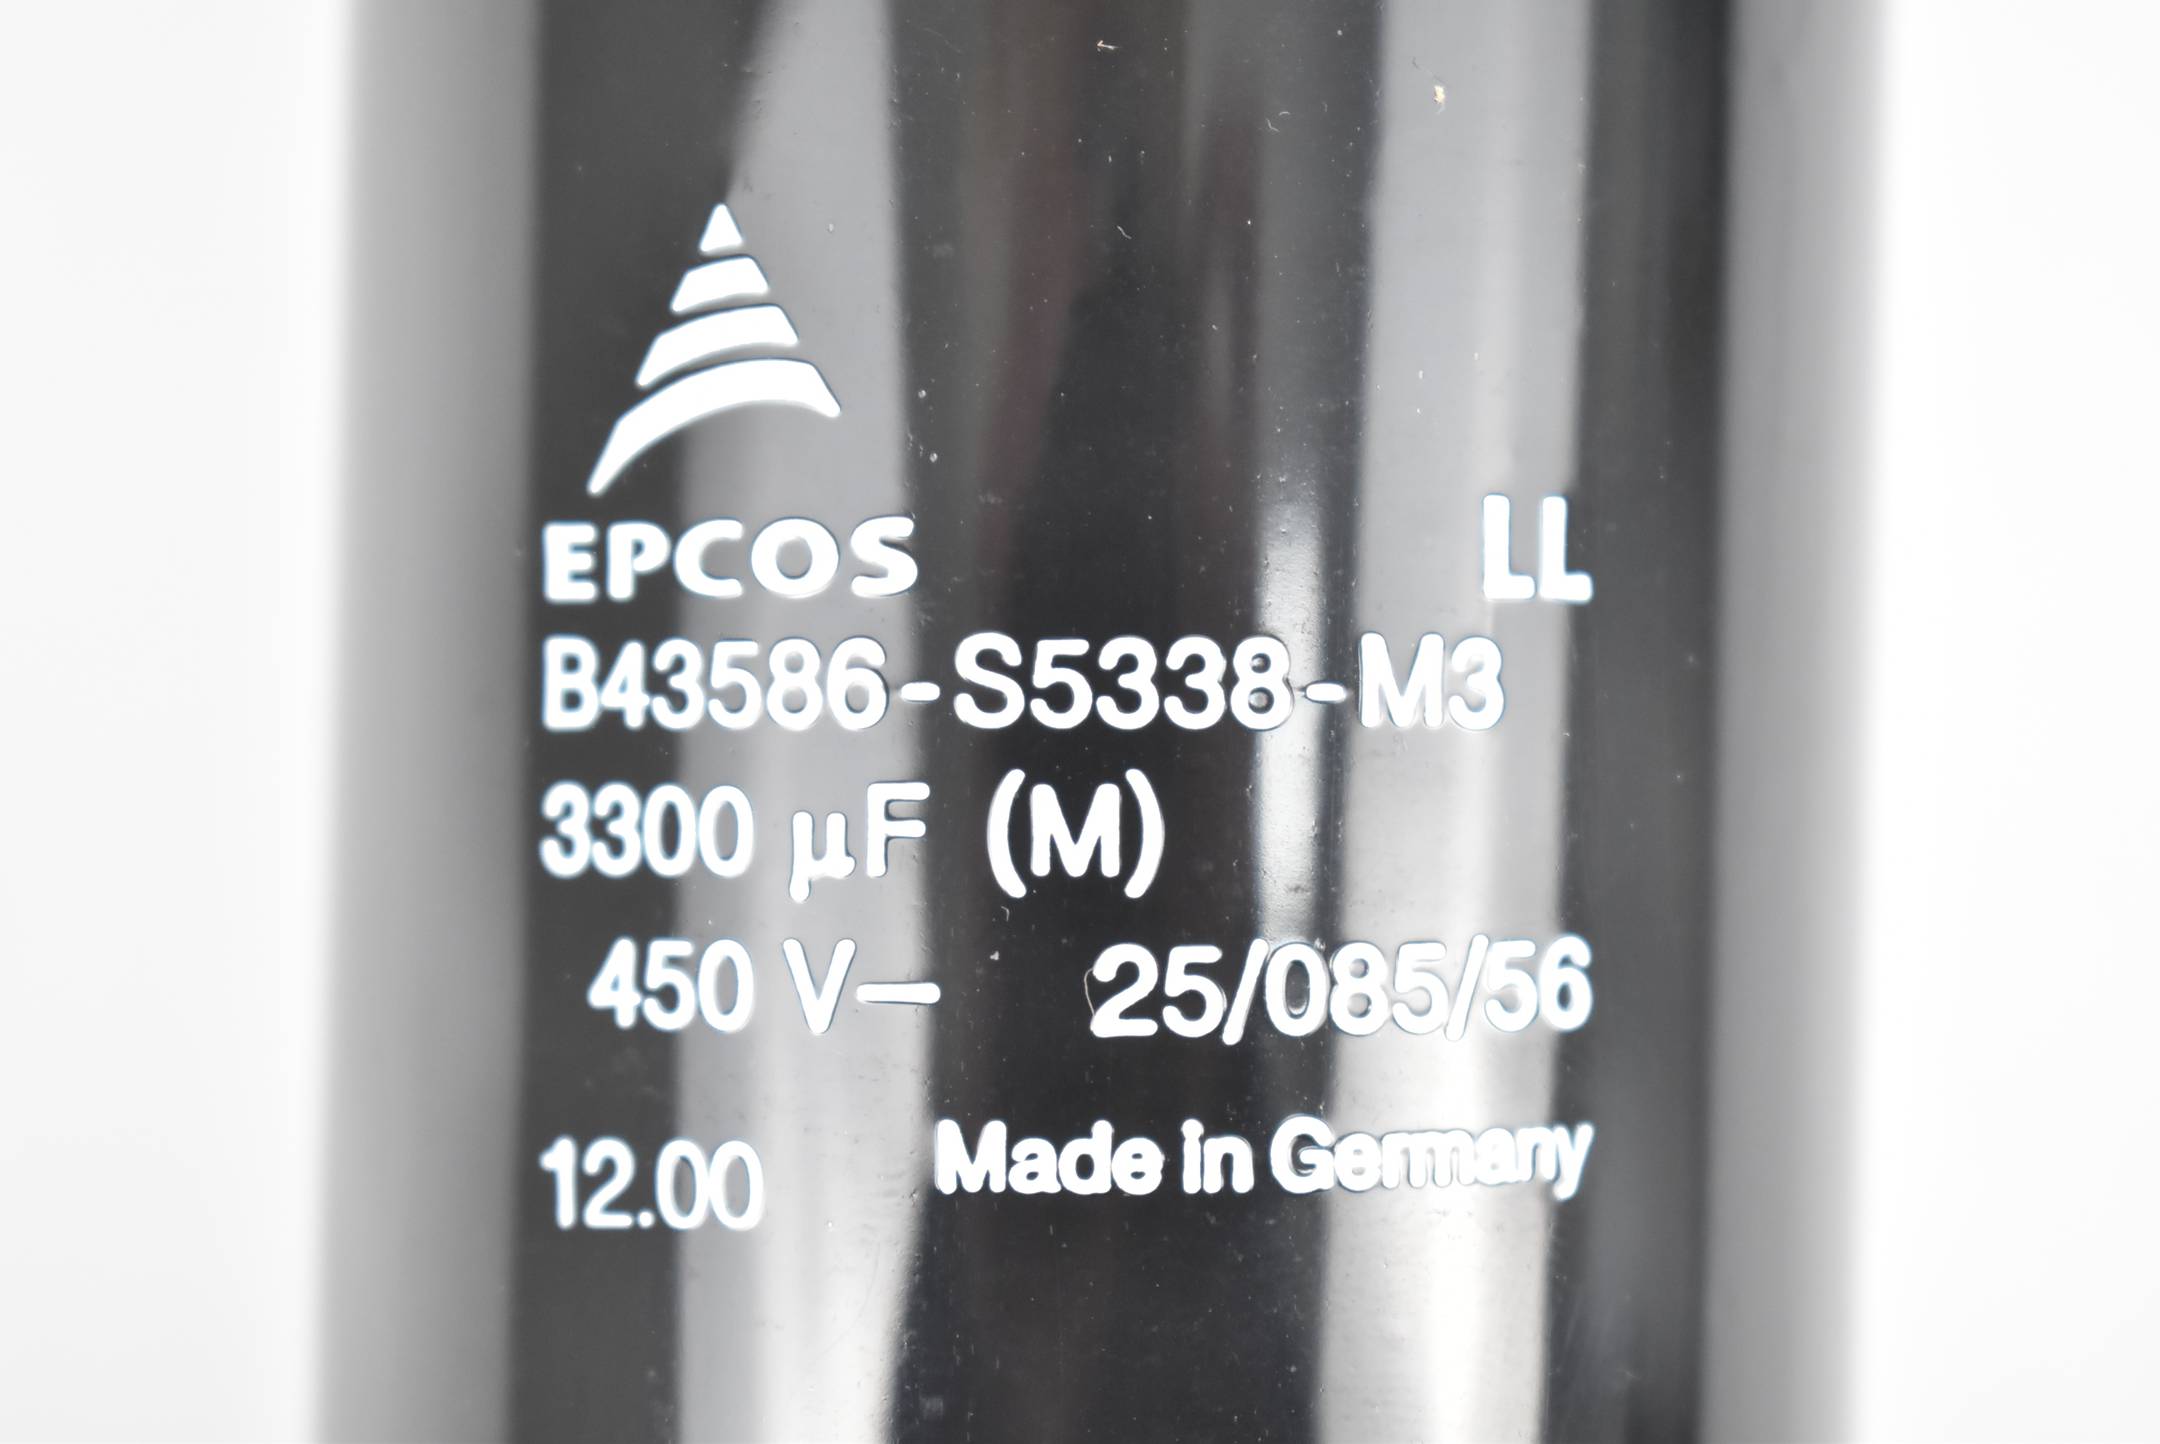 EPCOS LL
B43586-S5338-M3
3300 µF (M)
450 V– 25/085/56
12.00 Made in Germany